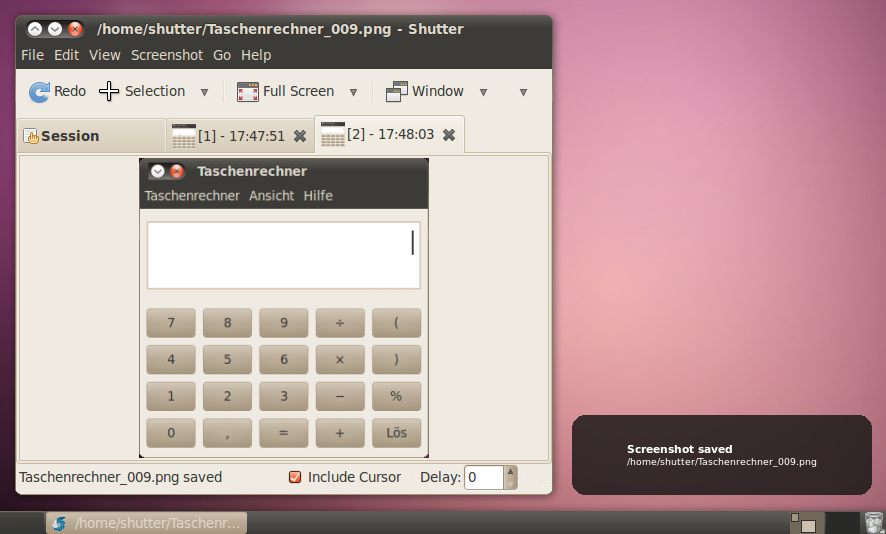 /home/shutter/Taschenrechner_009.png - Shutter
File Edit View Screenshot Go Help
Redo Selection Full Screen Window
Session [1] - 17:47:51 [2] - 17:48:03
Taschenrechner
Taschenrechner Ansicht Hilfe
7 8 9 ÷ (
4 5 6 × )
1 2 3 − %
0 , = + Lös
Taschenrechner_009.png saved Include Cursor Delay: 0
Screenshot saved
/home/shutter/Taschenrechner_009.png
/home/shutter/Taschenr...